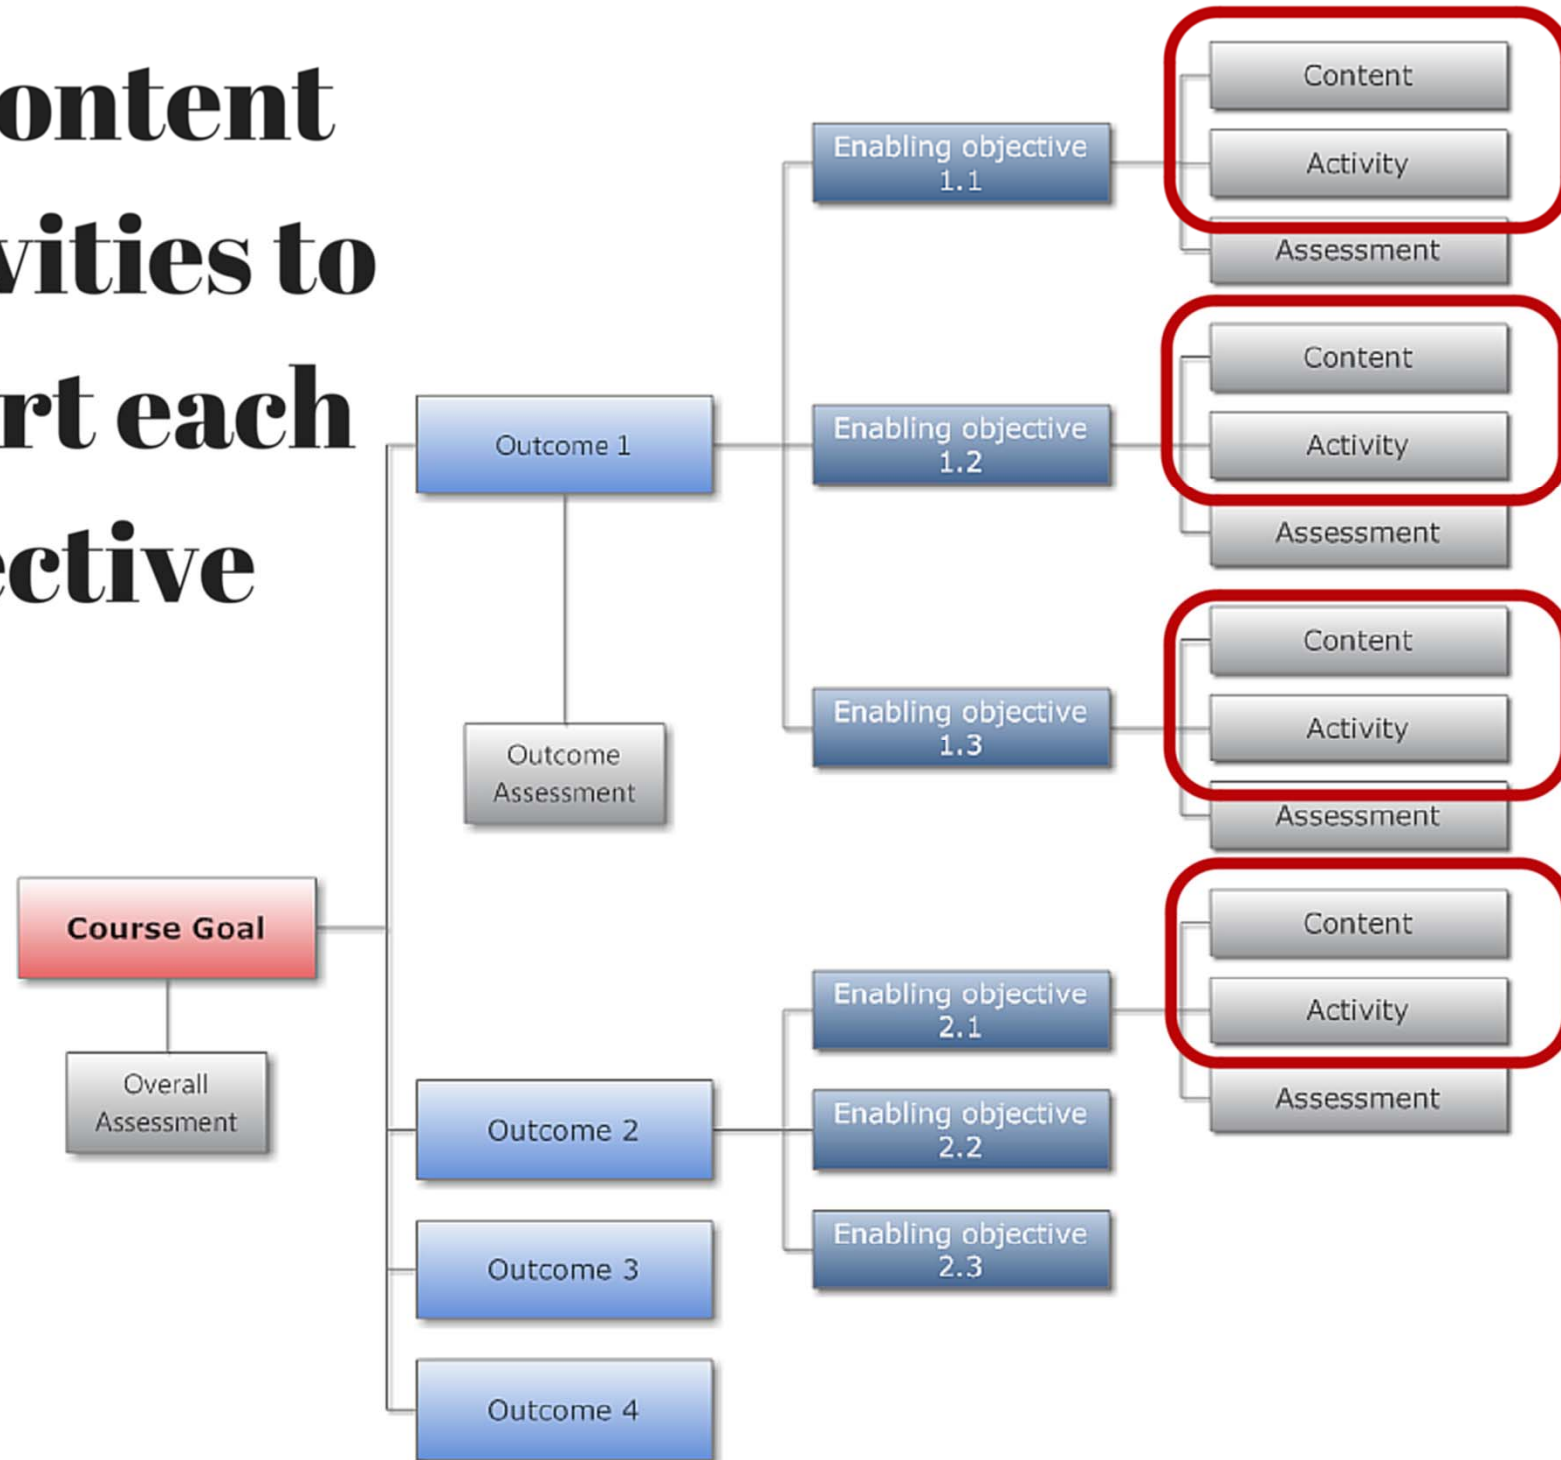 ontent
vities to
rt each
ective
Content
Enabling objective
1.1
Activity
Assessment
Content
Outcome 1
Enabling objective
1.2
Activity
Assessment
Content
Enabling objective
1.3
Activity
Outcome
Assessment
Assessment
Course Goal
Content
Enabling objective
2.1
Activity
Overall
Assessment
Assessment
Outcome 2
Enabling objective
2.2
Enabling objective
2.3
Outcome 3
Outcome 4